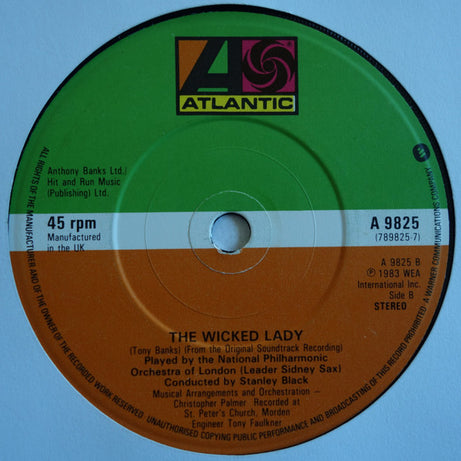 ATLANTIC
Anthony Banks Ltd./
Hit and Run Music
(Publishing) Ltd.
45 rpm
Manufactured
in the UK
A 9825
(789825-7)
A 9825 B
℗ 1983 WEA
International Inc.
Side B
STEREO
THE WICKED LADY
(Tony Banks) (From the Original Soundtrack Recording)
Played by the National Philharmonic
Orchestra of London (Leader Sidney Sax)
Conducted by Stanley Black
Musical Arrangements and Orchestration —
Christopher Palmer Recorded at
St. Peter's Church, Morden
Engineer Tony Faulkner
ALL RIGHTS OF THE MANUFACTURER AND OF THE OWNER OF THE RECORDED WORK RESERVED. UNAUTHORISED COPYING PUBLIC PERFORMANCE AND BROADCASTING OF THIS RECORD PROHIBITED. A WARNER COMMUNICATIONS COMPANY.